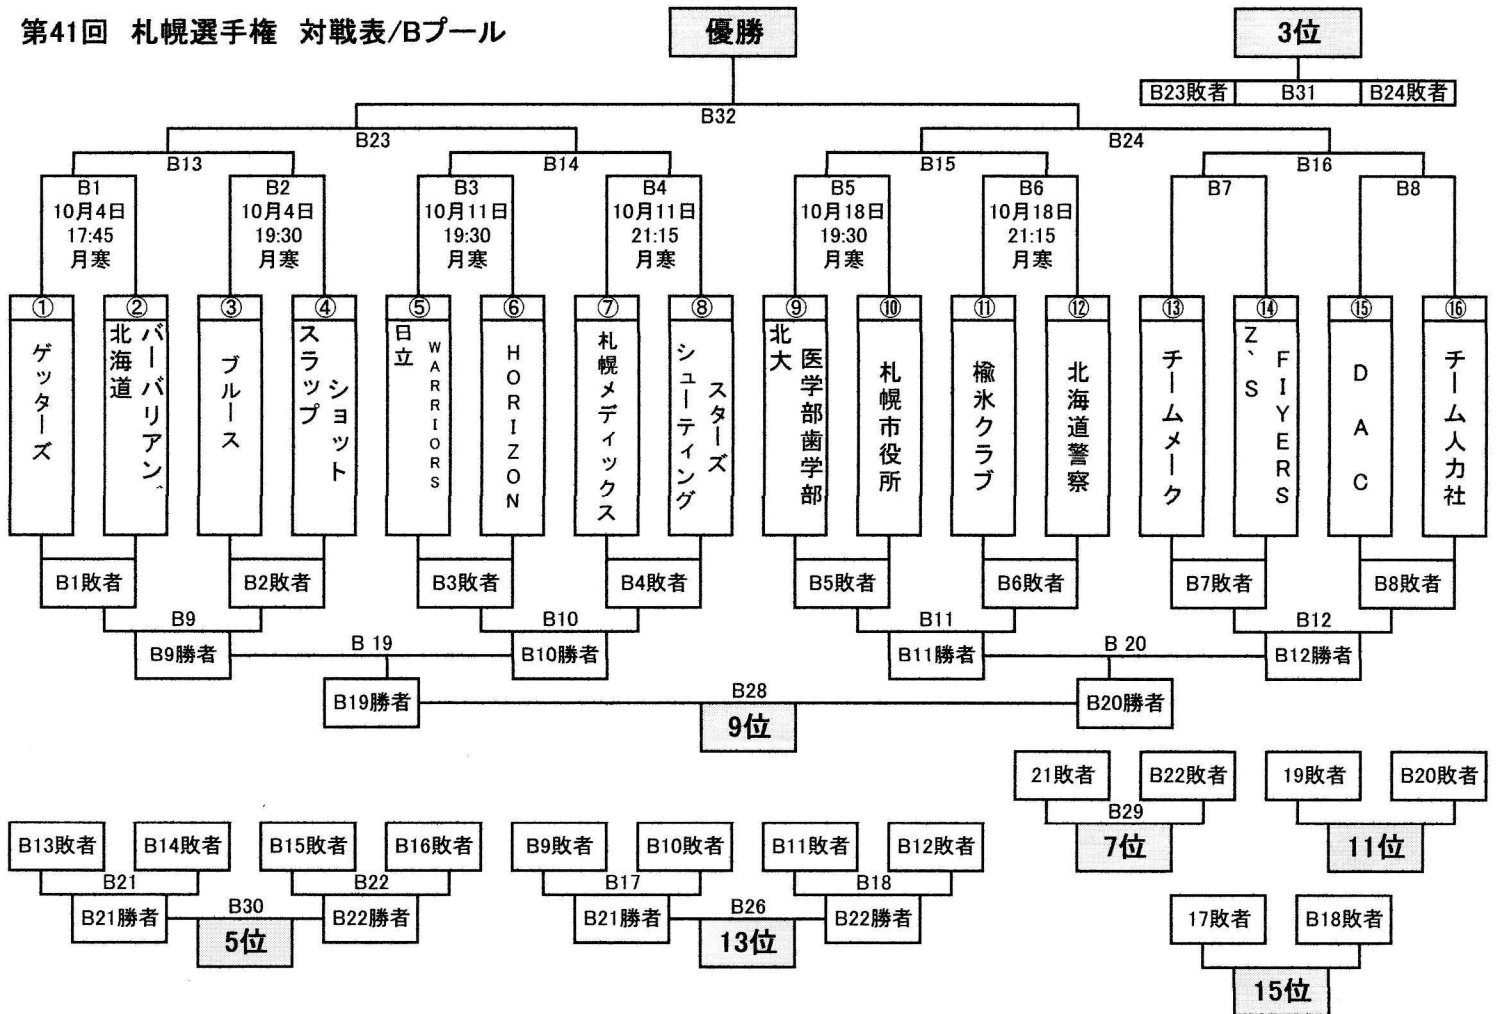 第41回 札幌選手権 対戦表/Bプール
優勝
3位
B23敗者 B31 B24敗者
B32
B23 B24
B13 B14 B15 B16
B1 B2 B3 B4 B5 B6 B7 B8
10月4日 10月4日 10月11日 10月11日 10月18日 10月18日
17:45 19:30 19:30 21:15 19:30 21:15
月寒 月寒 月寒 月寒 月寒 月寒
① ② ③ ④ ⑤ ⑥ ⑦ ⑧ ⑨ ⑩ ⑪ ⑫ ⑬ ⑭ ⑮ ⑯
ゲッターズ
北海道
バーバリアンズ
ブルース
スラップ
ショット
日立
WARRIORS
HORIZON
札幌メディックス
シューティング
スターズ
北大
医学部歯学部
札幌市役所
楡氷クラブ
北海道警察
チームメーク
Z`S
FIYERS
DAC
チーム人力社
B1敗者 B2敗者 B3敗者 B4敗者 B5敗者 B6敗者 B7敗者 B8敗者
B9 B10 B11 B12
B9勝者 B 19 B10勝者 B11勝者 B 20 B12勝者
B19勝者 B28 B20勝者
9位
21敗者 B22敗者 19敗者 B20敗者
B29
7位 11位
B13敗者 B14敗者 B15敗者 B16敗者 B9敗者 B10敗者 B11敗者 B12敗者
B21 B22 B17 B18
B21勝者 B30 B22勝者 B21勝者 B26 B22勝者
5位 13位
17敗者 B18敗者
15位